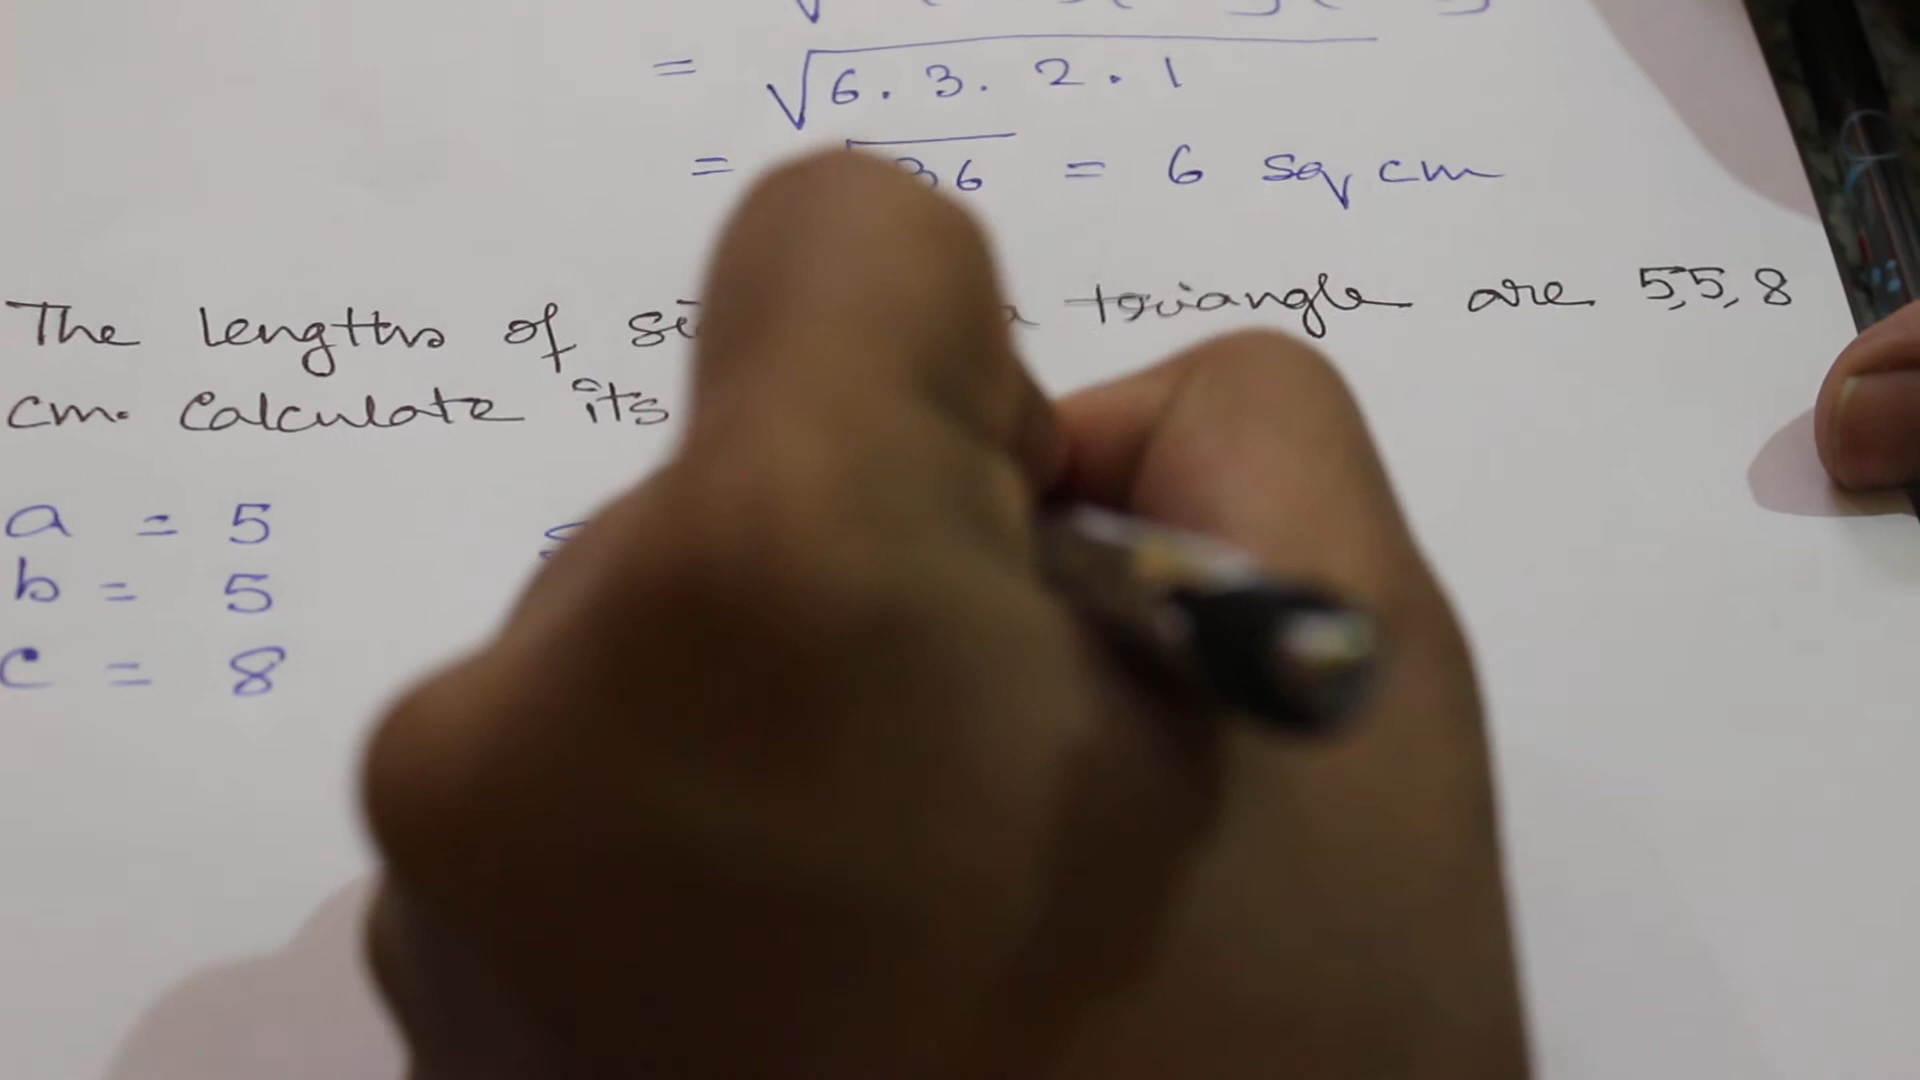 = √6. 3. 2. 1
= 36 = 6 sq cm
The lengths of a triangle are 5,5,8
cm. Calculate its
a = 5
b = 5
c = 8